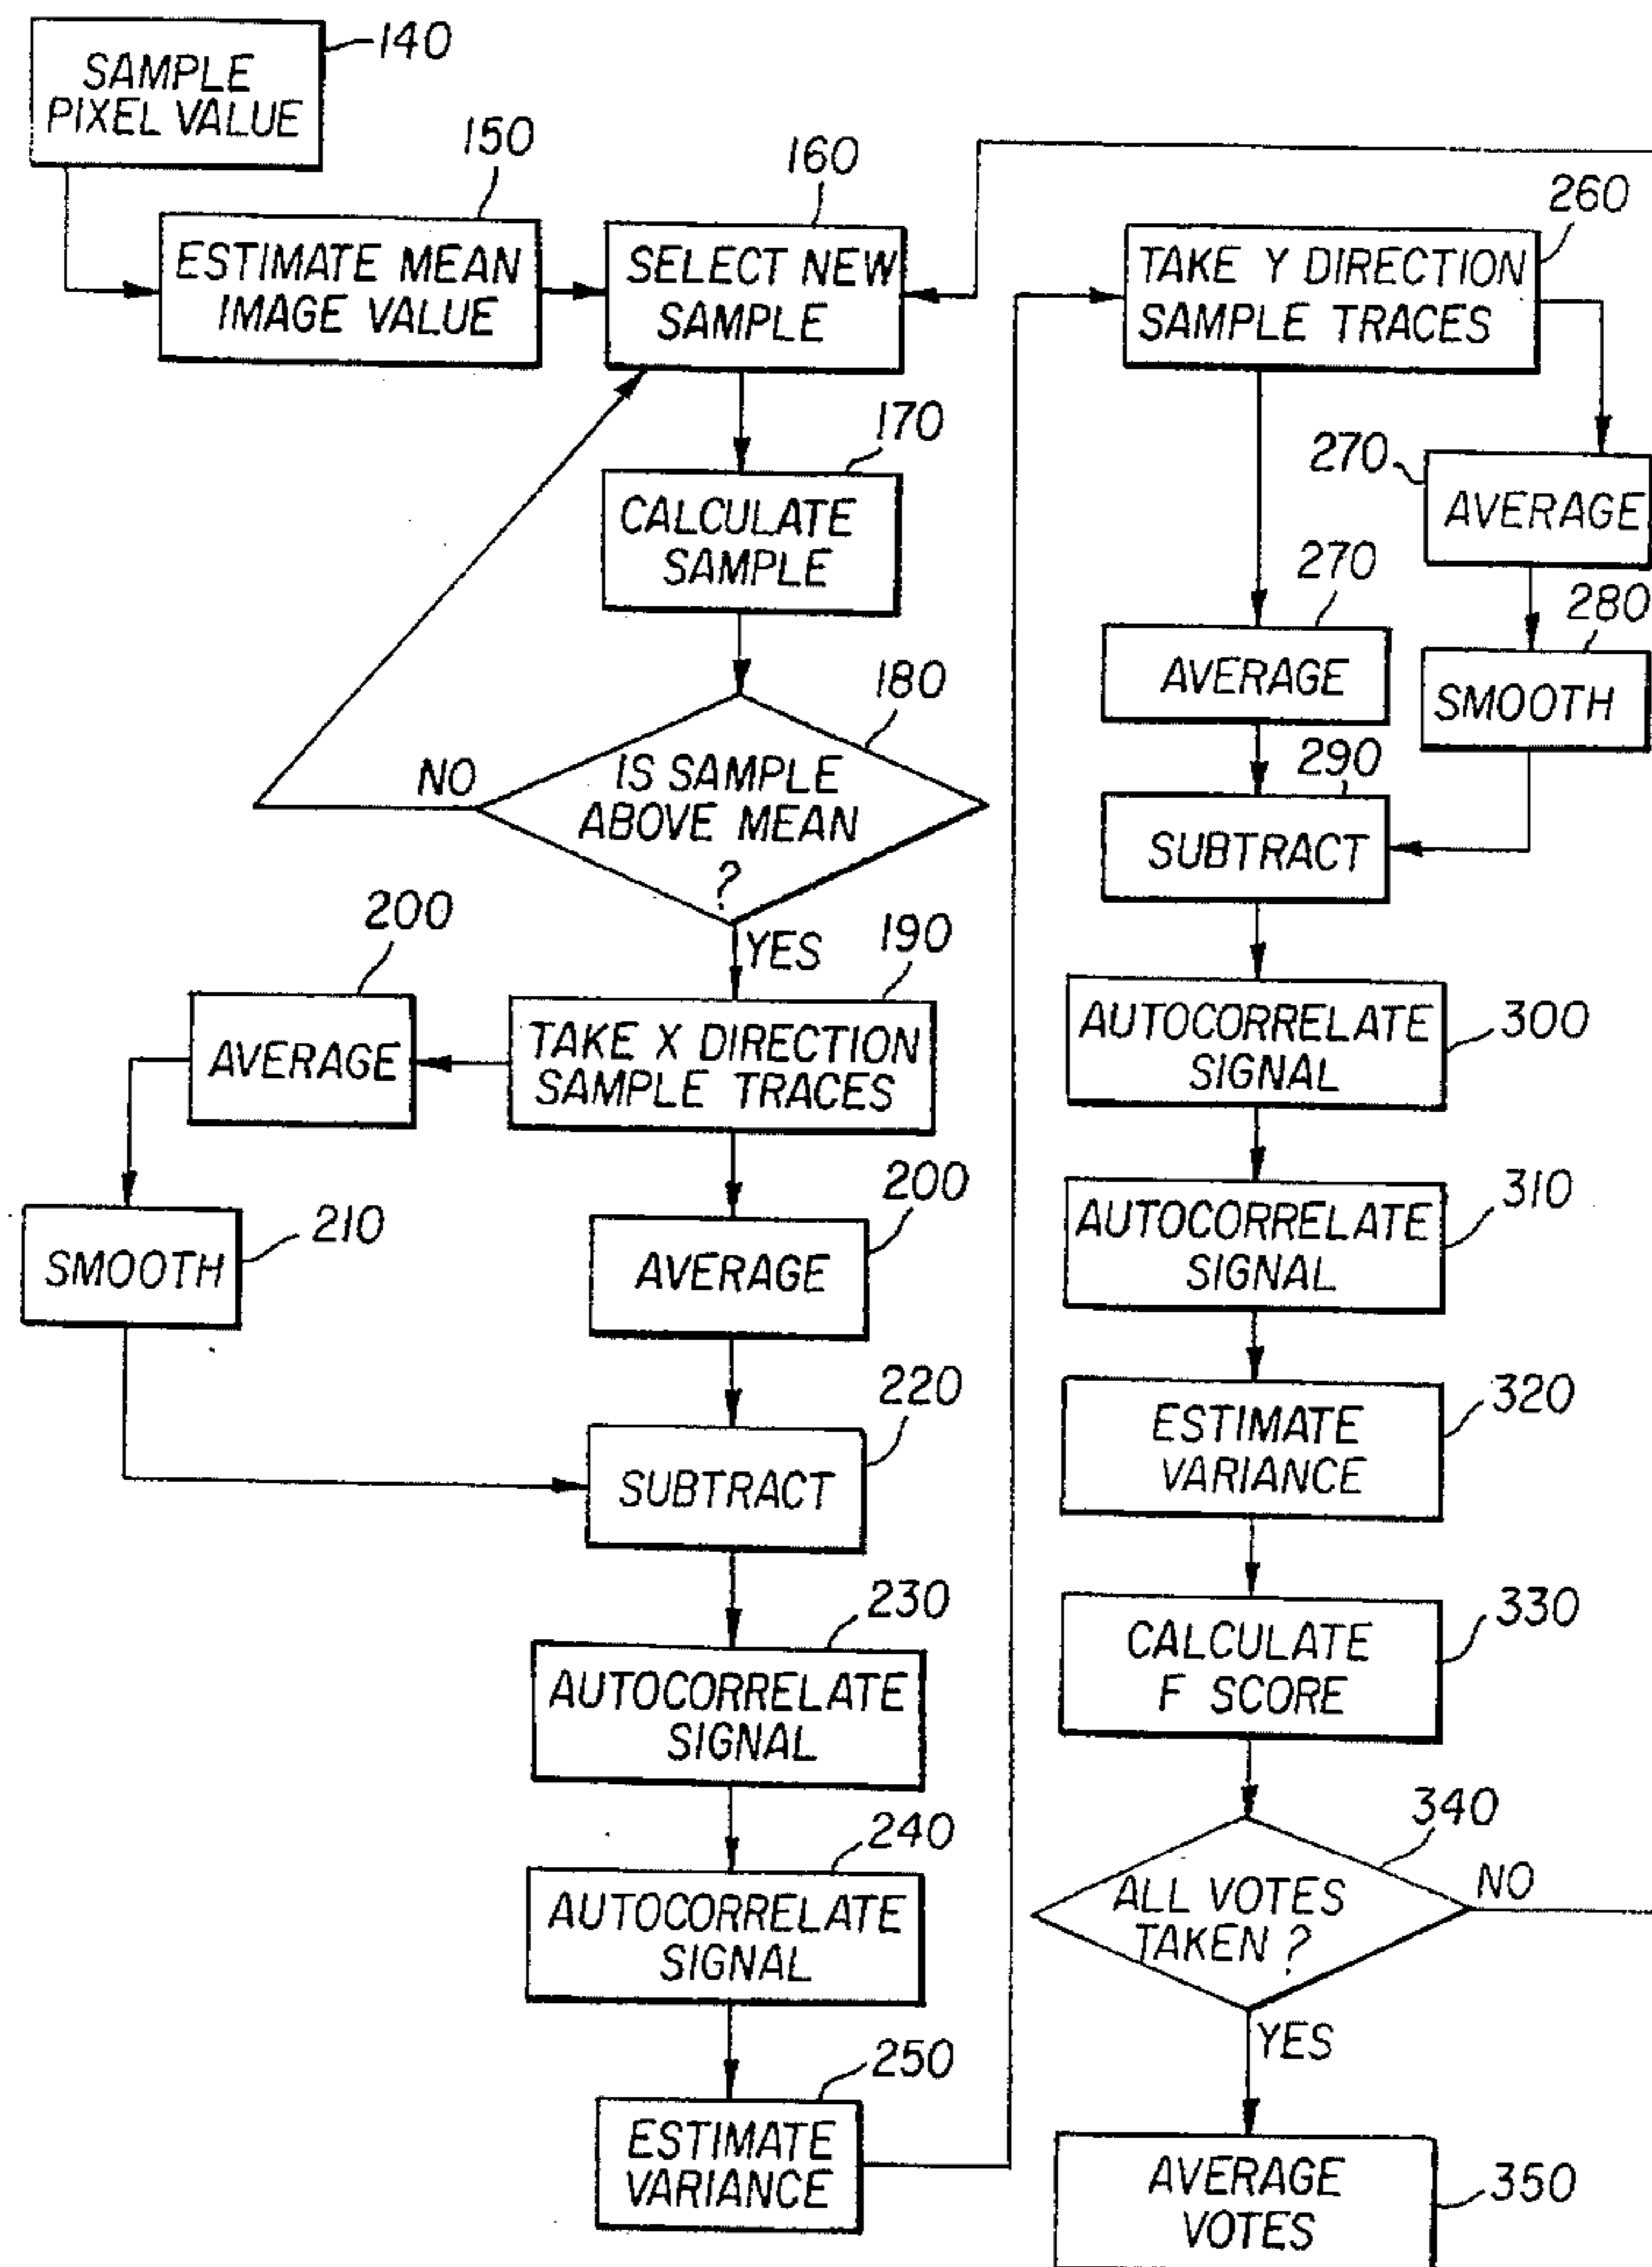 140
SAMPLE
PIXEL VALUE
150
ESTIMATE MEAN
IMAGE VALUE
160
SELECT NEW
SAMPLE
170
CALCULATE
SAMPLE
180
IS SAMPLE
ABOVE MEAN
?
NO
YES
190
TAKE X DIRECTION
SAMPLE TRACES
200
AVERAGE
210
SMOOTH
200
AVERAGE
220
SUBTRACT
230
AUTOCORRELATE
SIGNAL
240
AUTOCORRELATE
SIGNAL
250
ESTIMATE
VARIANCE
260
TAKE Y DIRECTION
SAMPLE TRACES
270
AVERAGE
280
SMOOTH
270
AVERAGE
290
SUBTRACT
300
AUTOCORRELATE
SIGNAL
310
AUTOCORRELATE
SIGNAL
320
ESTIMATE
VARIANCE
330
CALCULATE
F SCORE
340
ALL VOTES
TAKEN ?
NO
YES
350
AVERAGE
VOTES